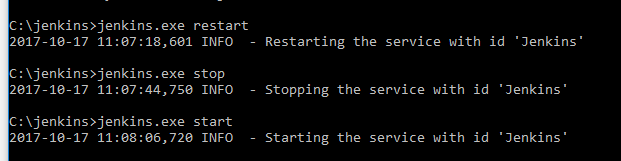 C:\jenkins>jenkins.exe restart
2017-10-17 11:07:18,601 INFO  - Restarting the service with id 'Jenkins'
C:\jenkins>jenkins.exe stop
2017-10-17 11:07:44,750 INFO  - Stopping the service with id 'Jenkins'
C:\jenkins>jenkins.exe start
2017-10-17 11:08:06,720 INFO  - Starting the service with id 'Jenkins'